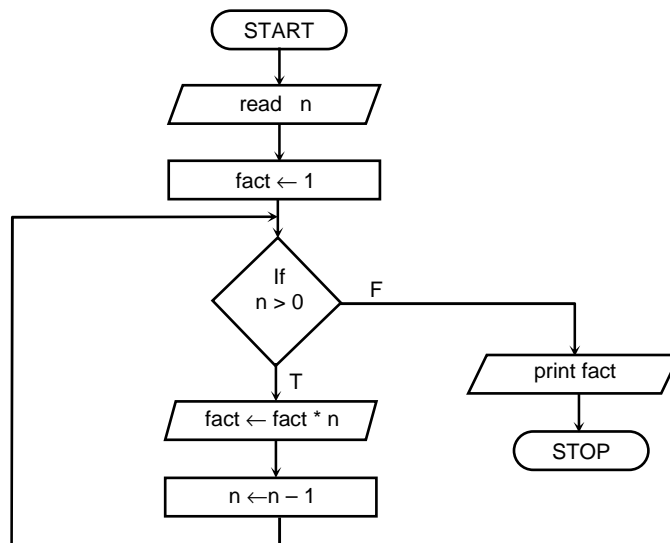 START
read n
fact ← 1
If
n > 0
F
T
print fact
fact ← fact * n
STOP
n ←n – 1